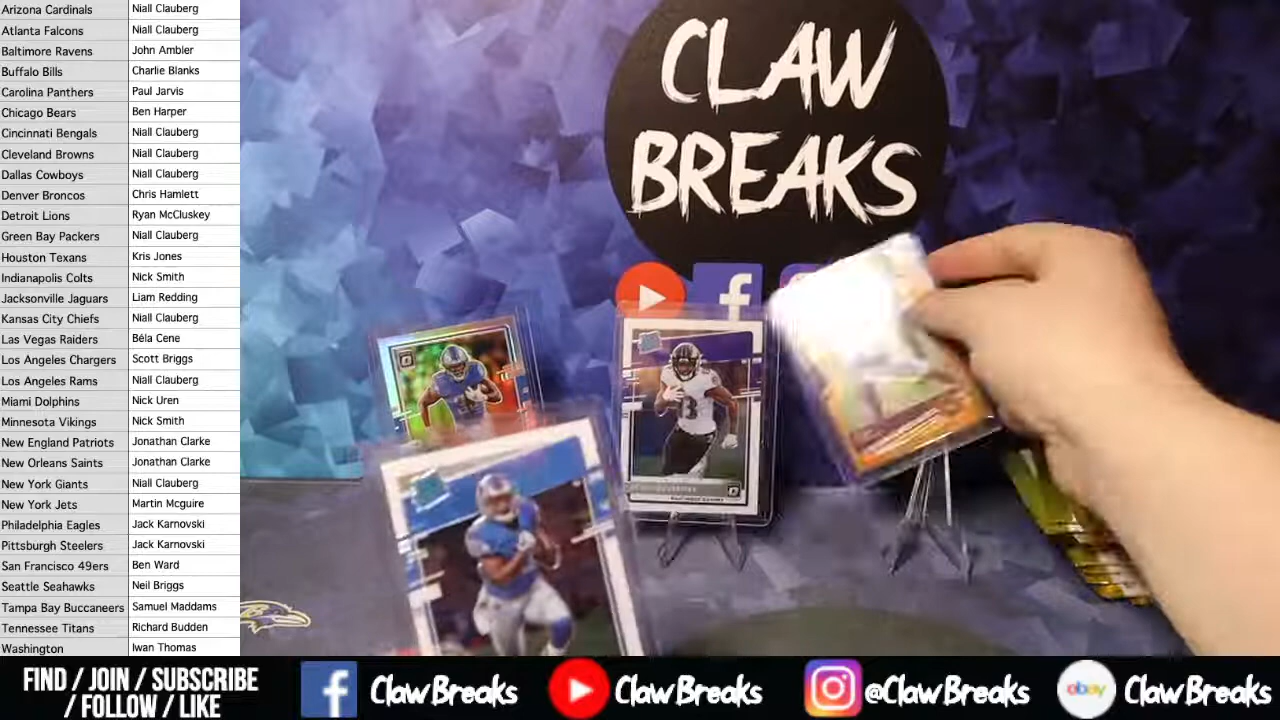 Arizona Cardinals Niall Clauberg
Atlanta Falcons Niall Clauberg
Baltimore Ravens John Ambler
Buffalo Bills Charlie Blanks
Carolina Panthers Paul Jarvis
Chicago Bears Ben Harper
Cincinnati Bengals Niall Clauberg
Cleveland Browns Niall Clauberg
Dallas Cowboys Niall Clauberg
Denver Broncos Chris Hamlett
Detroit Lions Ryan McCluskey
Green Bay Packers Niall Clauberg
Houston Texans Kris Jones
Indianapolis Colts Nick Smith
Jacksonville Jaguars Liam Redding
Kansas City Chiefs Niall Clauberg
Las Vegas Raiders Béla Cene
Los Angeles Chargers Scott Briggs
Los Angeles Rams Niall Clauberg
Miami Dolphins Nick Uren
Minnesota Vikings Nick Smith
New England Patriots Jonathan Clarke
New Orleans Saints Jonathan Clarke
New York Giants Niall Clauberg
New York Jets Martin Mcguire
Philadelphia Eagles Jack Karnovski
Pittsburgh Steelers Jack Karnovski
San Francisco 49ers Ben Ward
Seattle Seahawks Neil Briggs
Tampa Bay Buccaneers Samuel Maddams
Tennessee Titans Richard Budden
Washington Iwan Thomas
CLAW
BREAKS
FIND / JOIN / SUBSCRIBE
/ FOLLOW / LIKE
ClawBreaks
ClawBreaks
@ClawBreaks
ebay ClawBreaks